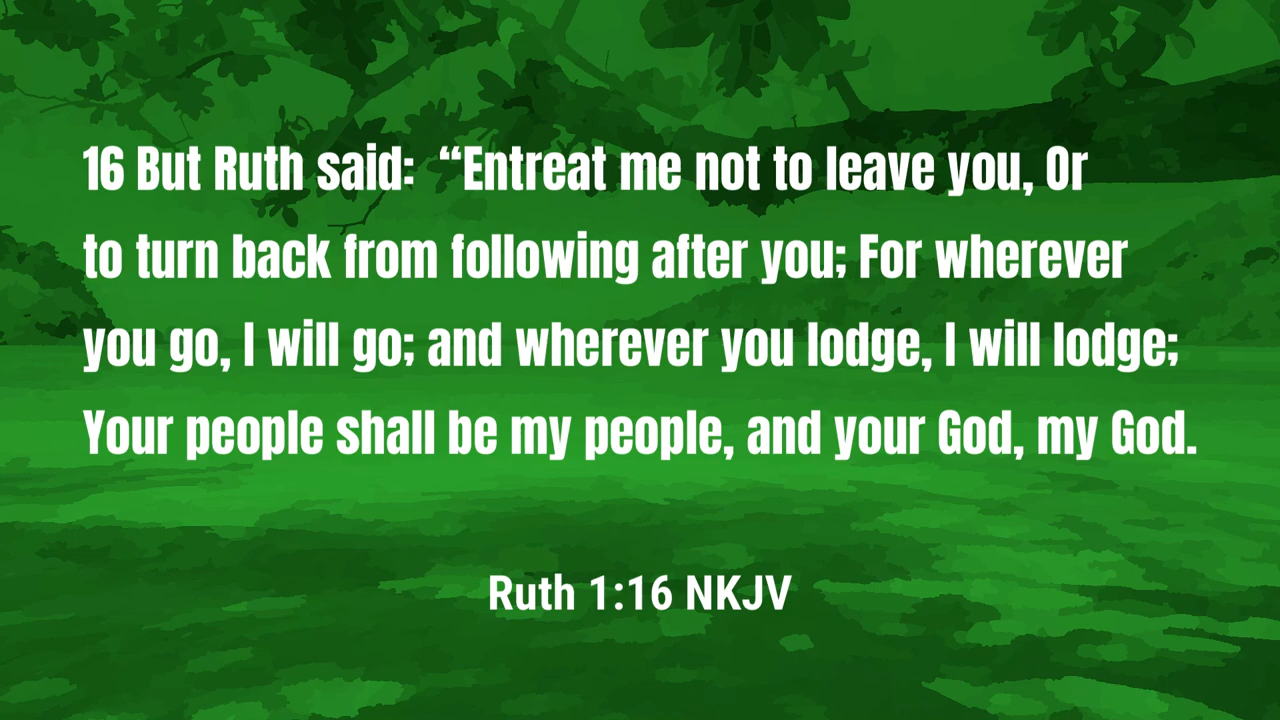 16 But Ruth said:  “Entreat me not to leave you, Or
to turn back from following after you; For wherever
you go, I will go; and wherever you lodge, I will lodge;
Your people shall be my people, and your God, my God.
Ruth 1:16 NKJV